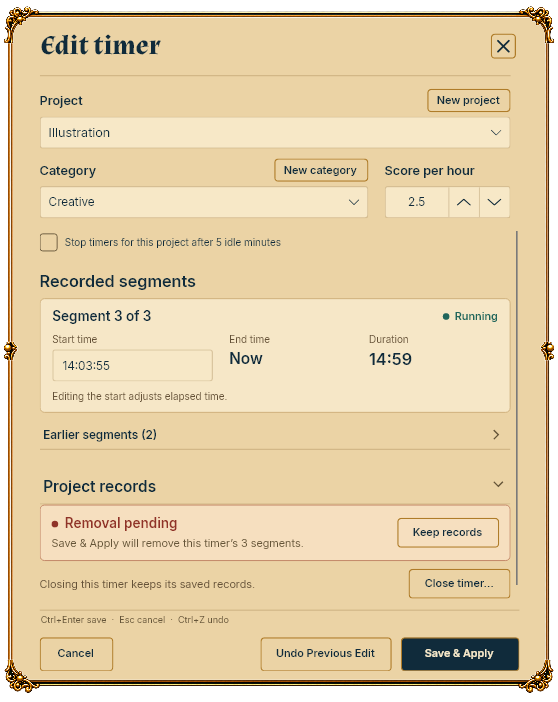 Edit timer
Project
New project
Illustration
Category
New category
Score per hour
Creative
2.5
Stop timers for this project after 5 idle minutes
Recorded segments
Segment 3 of 3
Running
Start time
End time
Duration
14:03:55
Now
14:59
Editing the start adjusts elapsed time.
Earlier segments (2)
Project records
Removal pending
Save & Apply will remove this timer's 3 segments.
Keep records
Closing this timer keeps its saved records.
Close timer...
Ctrl+Enter save · Esc cancel · Ctrl+Z undo
Cancel
Undo Previous Edit
Save & Apply